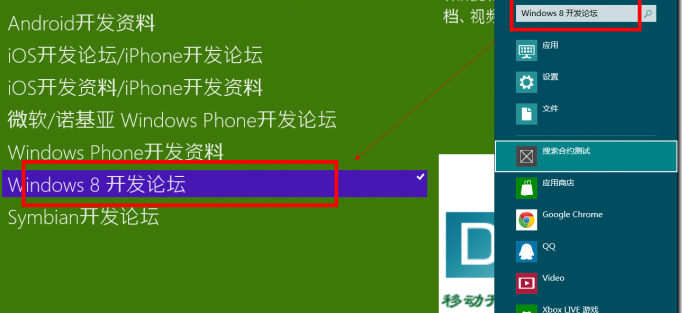 Android开发资料
iOS开发论坛/iPhone开发论坛
iOS开发资料/iPhone开发资料
微软/诺基亚 Windows Phone开发论坛
Windows Phone开发资料
Windows 8 开发论坛
Symbian开发论坛
档、视频
D
移动开
Windows 8 开发论坛
应用
设置
文件
搜索合约测试
应用商店
Google Chrome
QQ
Video
Xbox LIVE 游戏